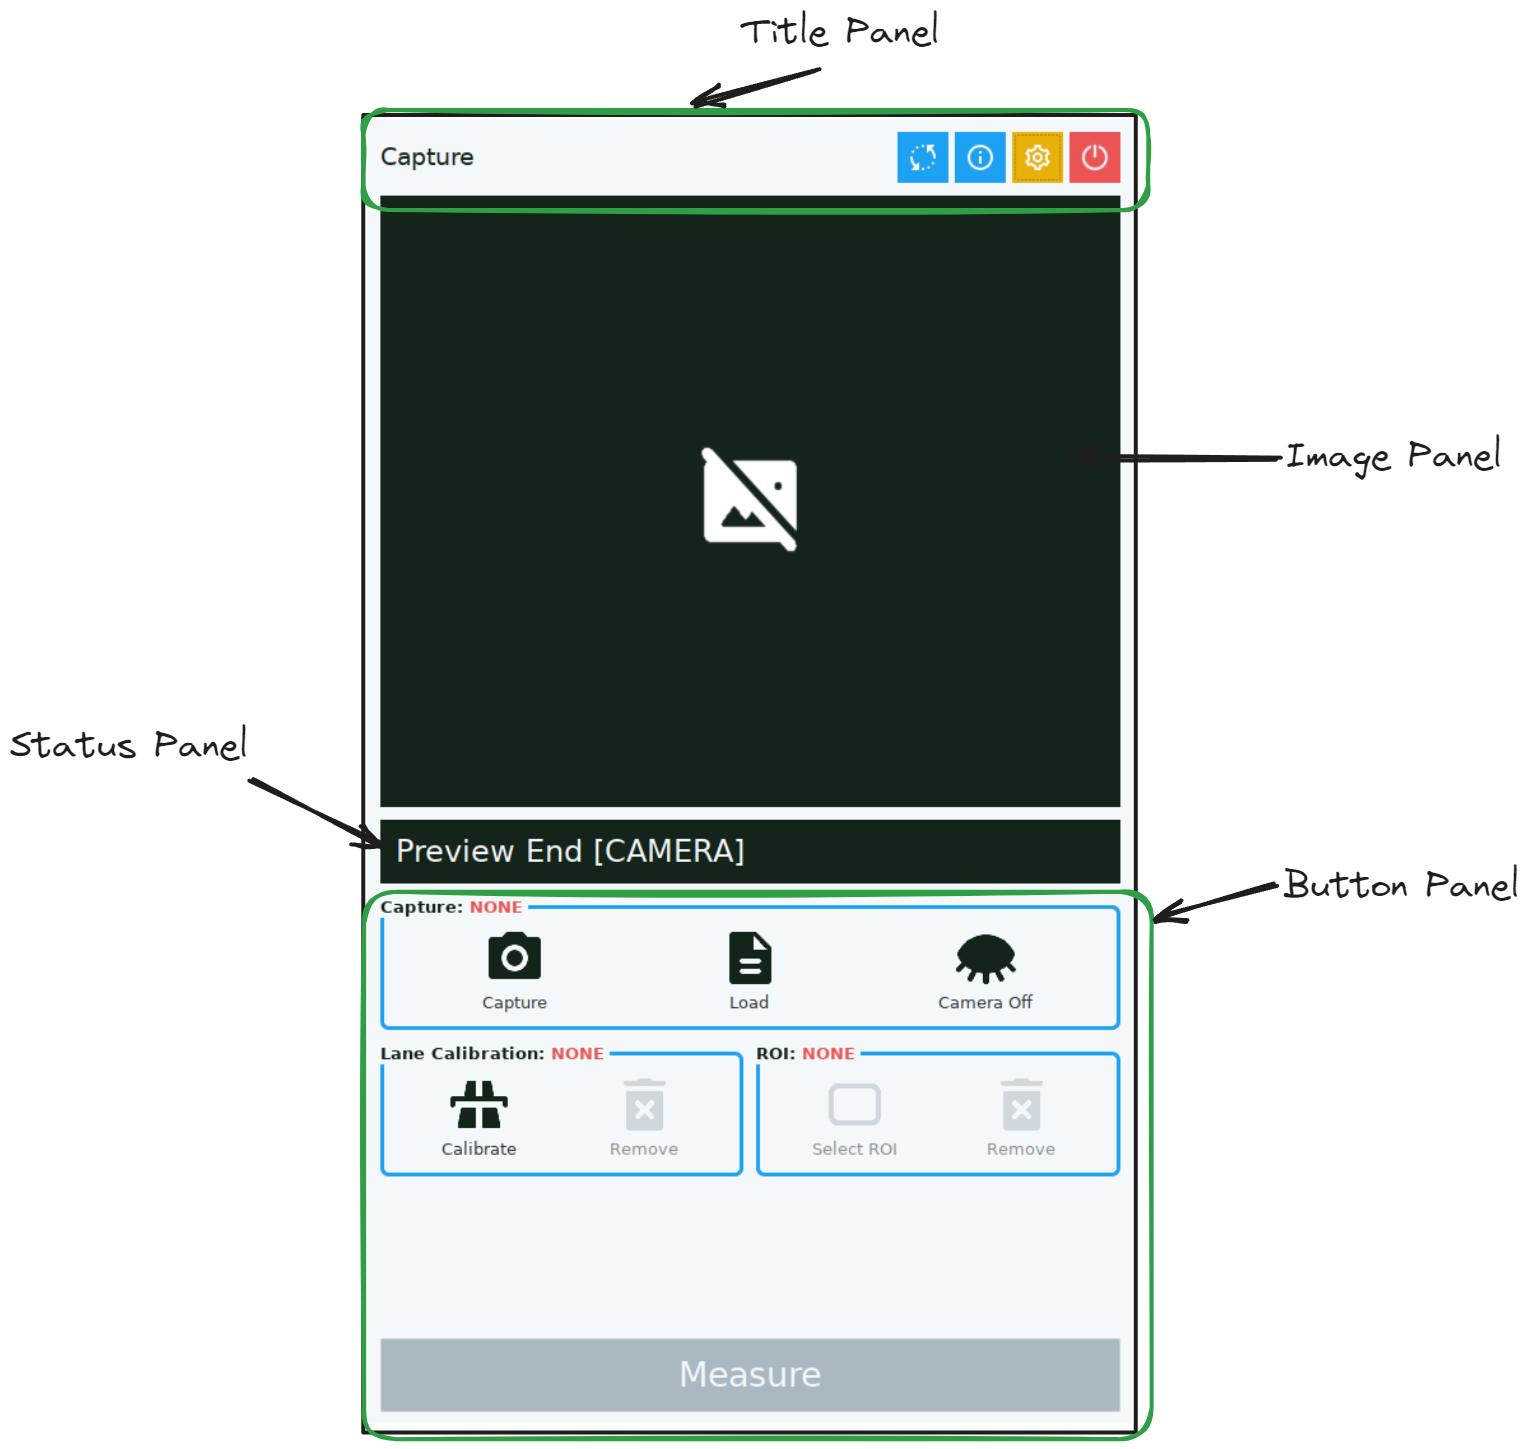 Title Panel
Capture
Image Panel
Status Panel
Preview End [CAMERA]
Button Panel
Capture: NONE
Capture
Load
Camera Off
Lane Calibration: NONE
Calibrate
Remove
ROI: NONE
Select ROI
Remove
Measure